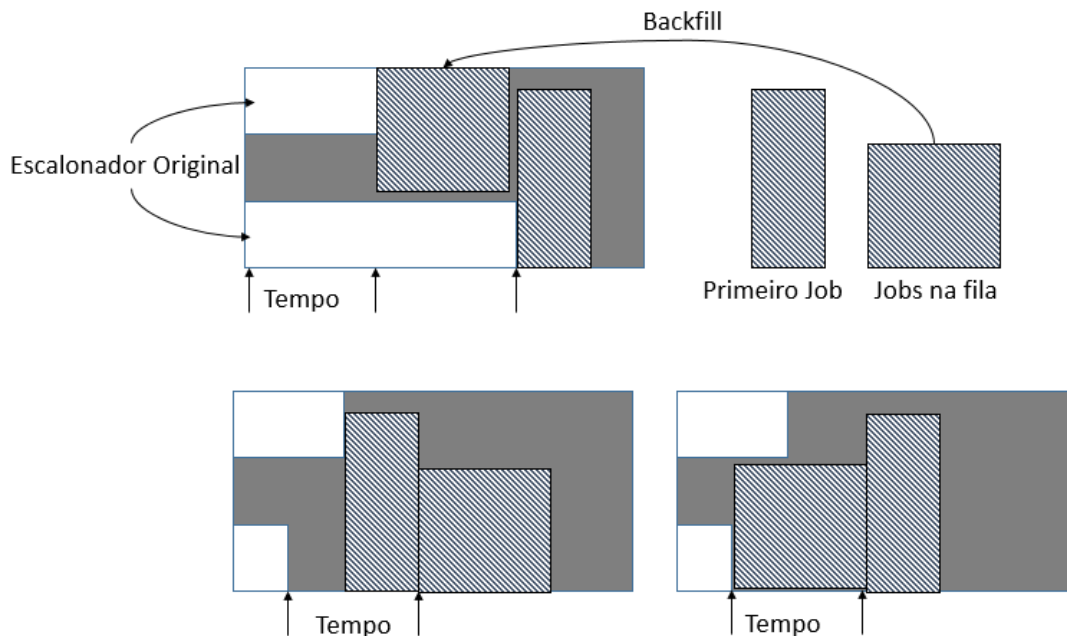 Backfill
Escalonador Original
Tempo
Primeiro Job
Jobs na fila
Tempo
Tempo